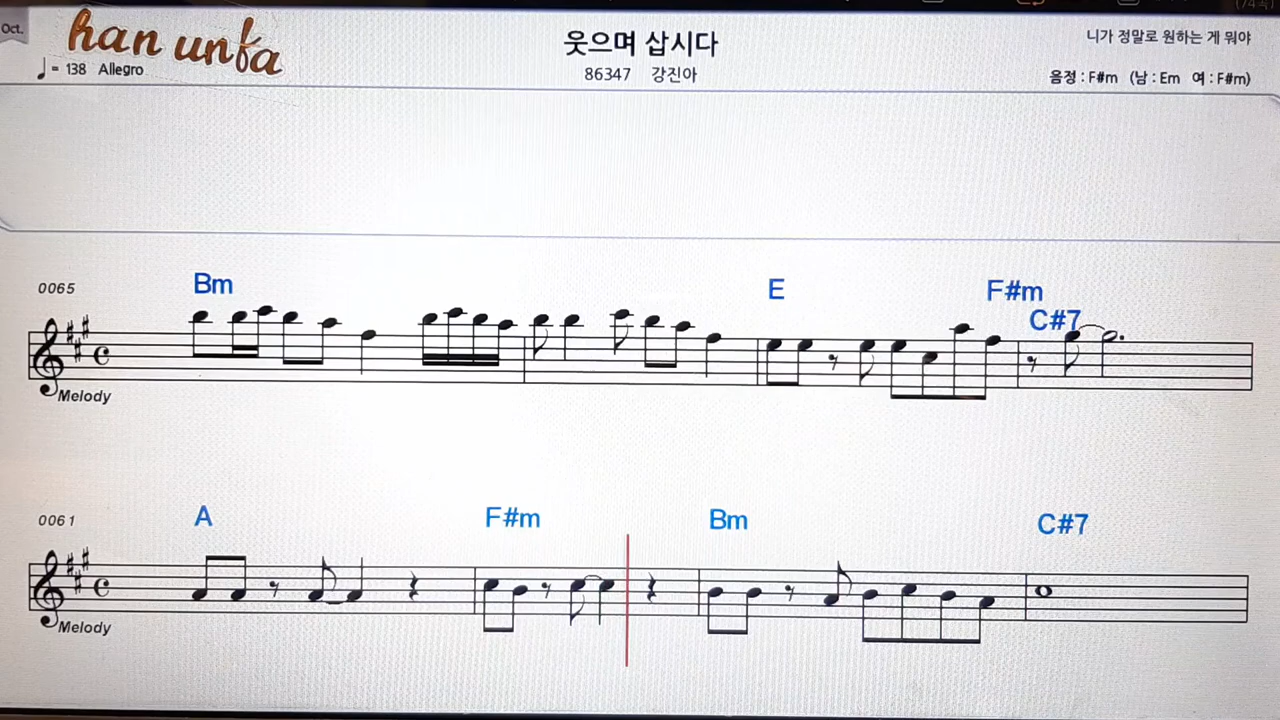 Oct.
han unfa
♩ = 138 Allegro
웃으며 삽시다
86347 강진아
니가 정말로 원하는 게 뭐야
음정 : F#m (남 : Em 여 : F#m)
0065
Bm
E
F#m
C#7
Melody
0061
A
F#m
Bm
C#7
Melody